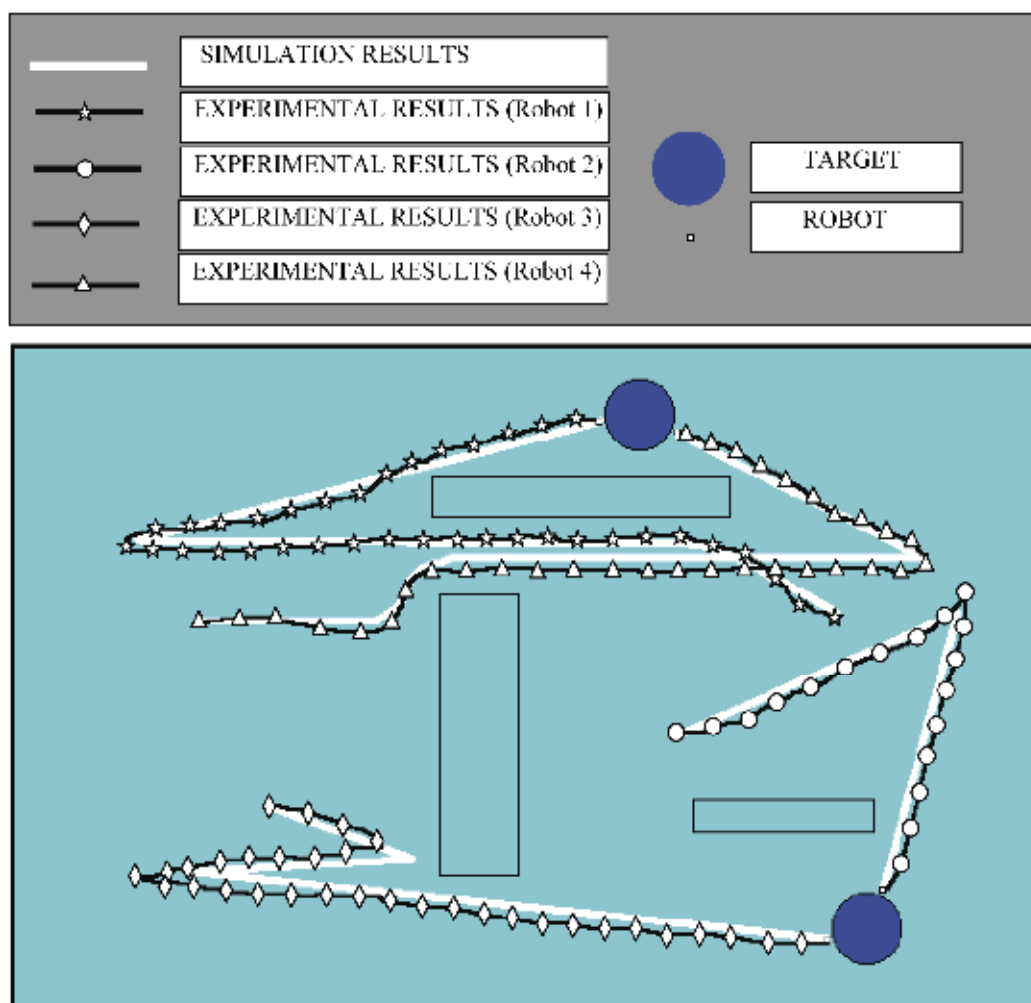 SIMULATION RESULTS
EXPERIMENTAL RESULTS (Robot 1)
EXPERIMENTAL RESULTS (Robot 2)
EXPERIMENTAL RESULTS (Robot 3)
EXPERIMENTAL RESULTS (Robot 4)
TARGET
ROBOT